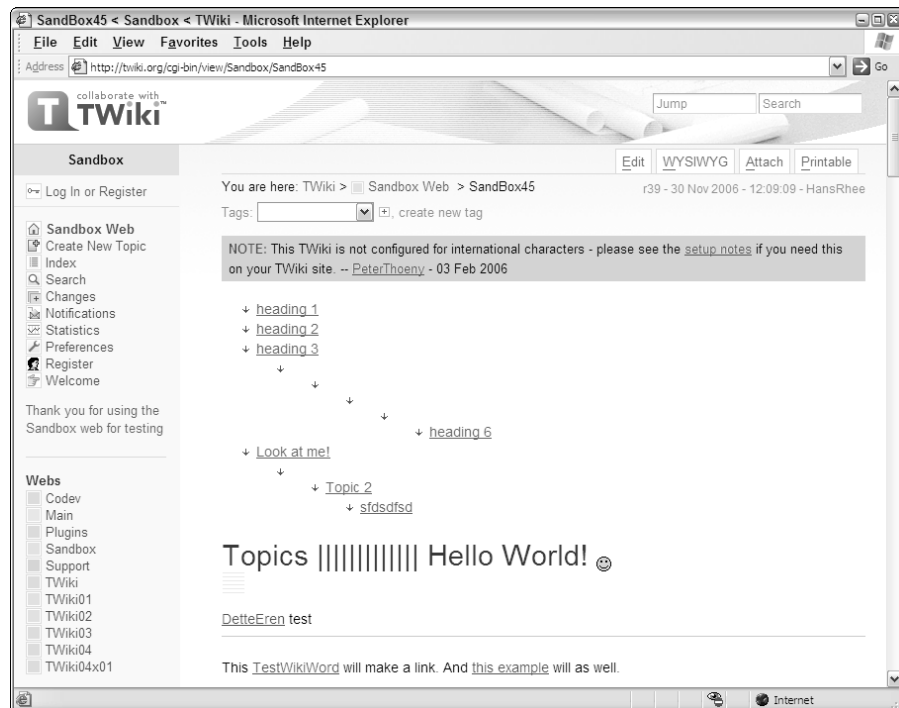 SandBox45 < Sandbox < TWiki - Microsoft Internet Explorer
File Edit View Favorites Tools Help
Address http://twiki.org/cgi-bin/view/Sandbox/SandBox45 Go
collaborate with
TWiki™
Jump Search
Sandbox
Edit WYSIWYG Attach Printable
Log In or Register
You are here: TWiki > Sandbox Web > SandBox45
r39 - 30 Nov 2006 - 12:09:09 - HansRhee
Tags: , create new tag
Sandbox Web
Create New Topic
Index
Search
Changes
Notifications
Statistics
Preferences
Register
Welcome
Thank you for using the
Sandbox web for testing
Webs
Codev
Main
Plugins
Sandbox
Support
TWiki
TWiki01
TWiki02
TWiki03
TWiki04
TWiki04x01
NOTE: This TWiki is not configured for international characters - please see the setup notes if you need this
on your TWiki site. -- PeterThoeny - 03 Feb 2006
↓ heading 1
↓ heading 2
↓ heading 3
↓
↓
↓
↓
↓ heading 6
↓ Look at me!
↓
↓ Topic 2
↓ sfdsdfsd
Topics ||||||||||||| Hello World!
DetteEren test
This TestWikiWord will make a link. And this example will as well.
Internet